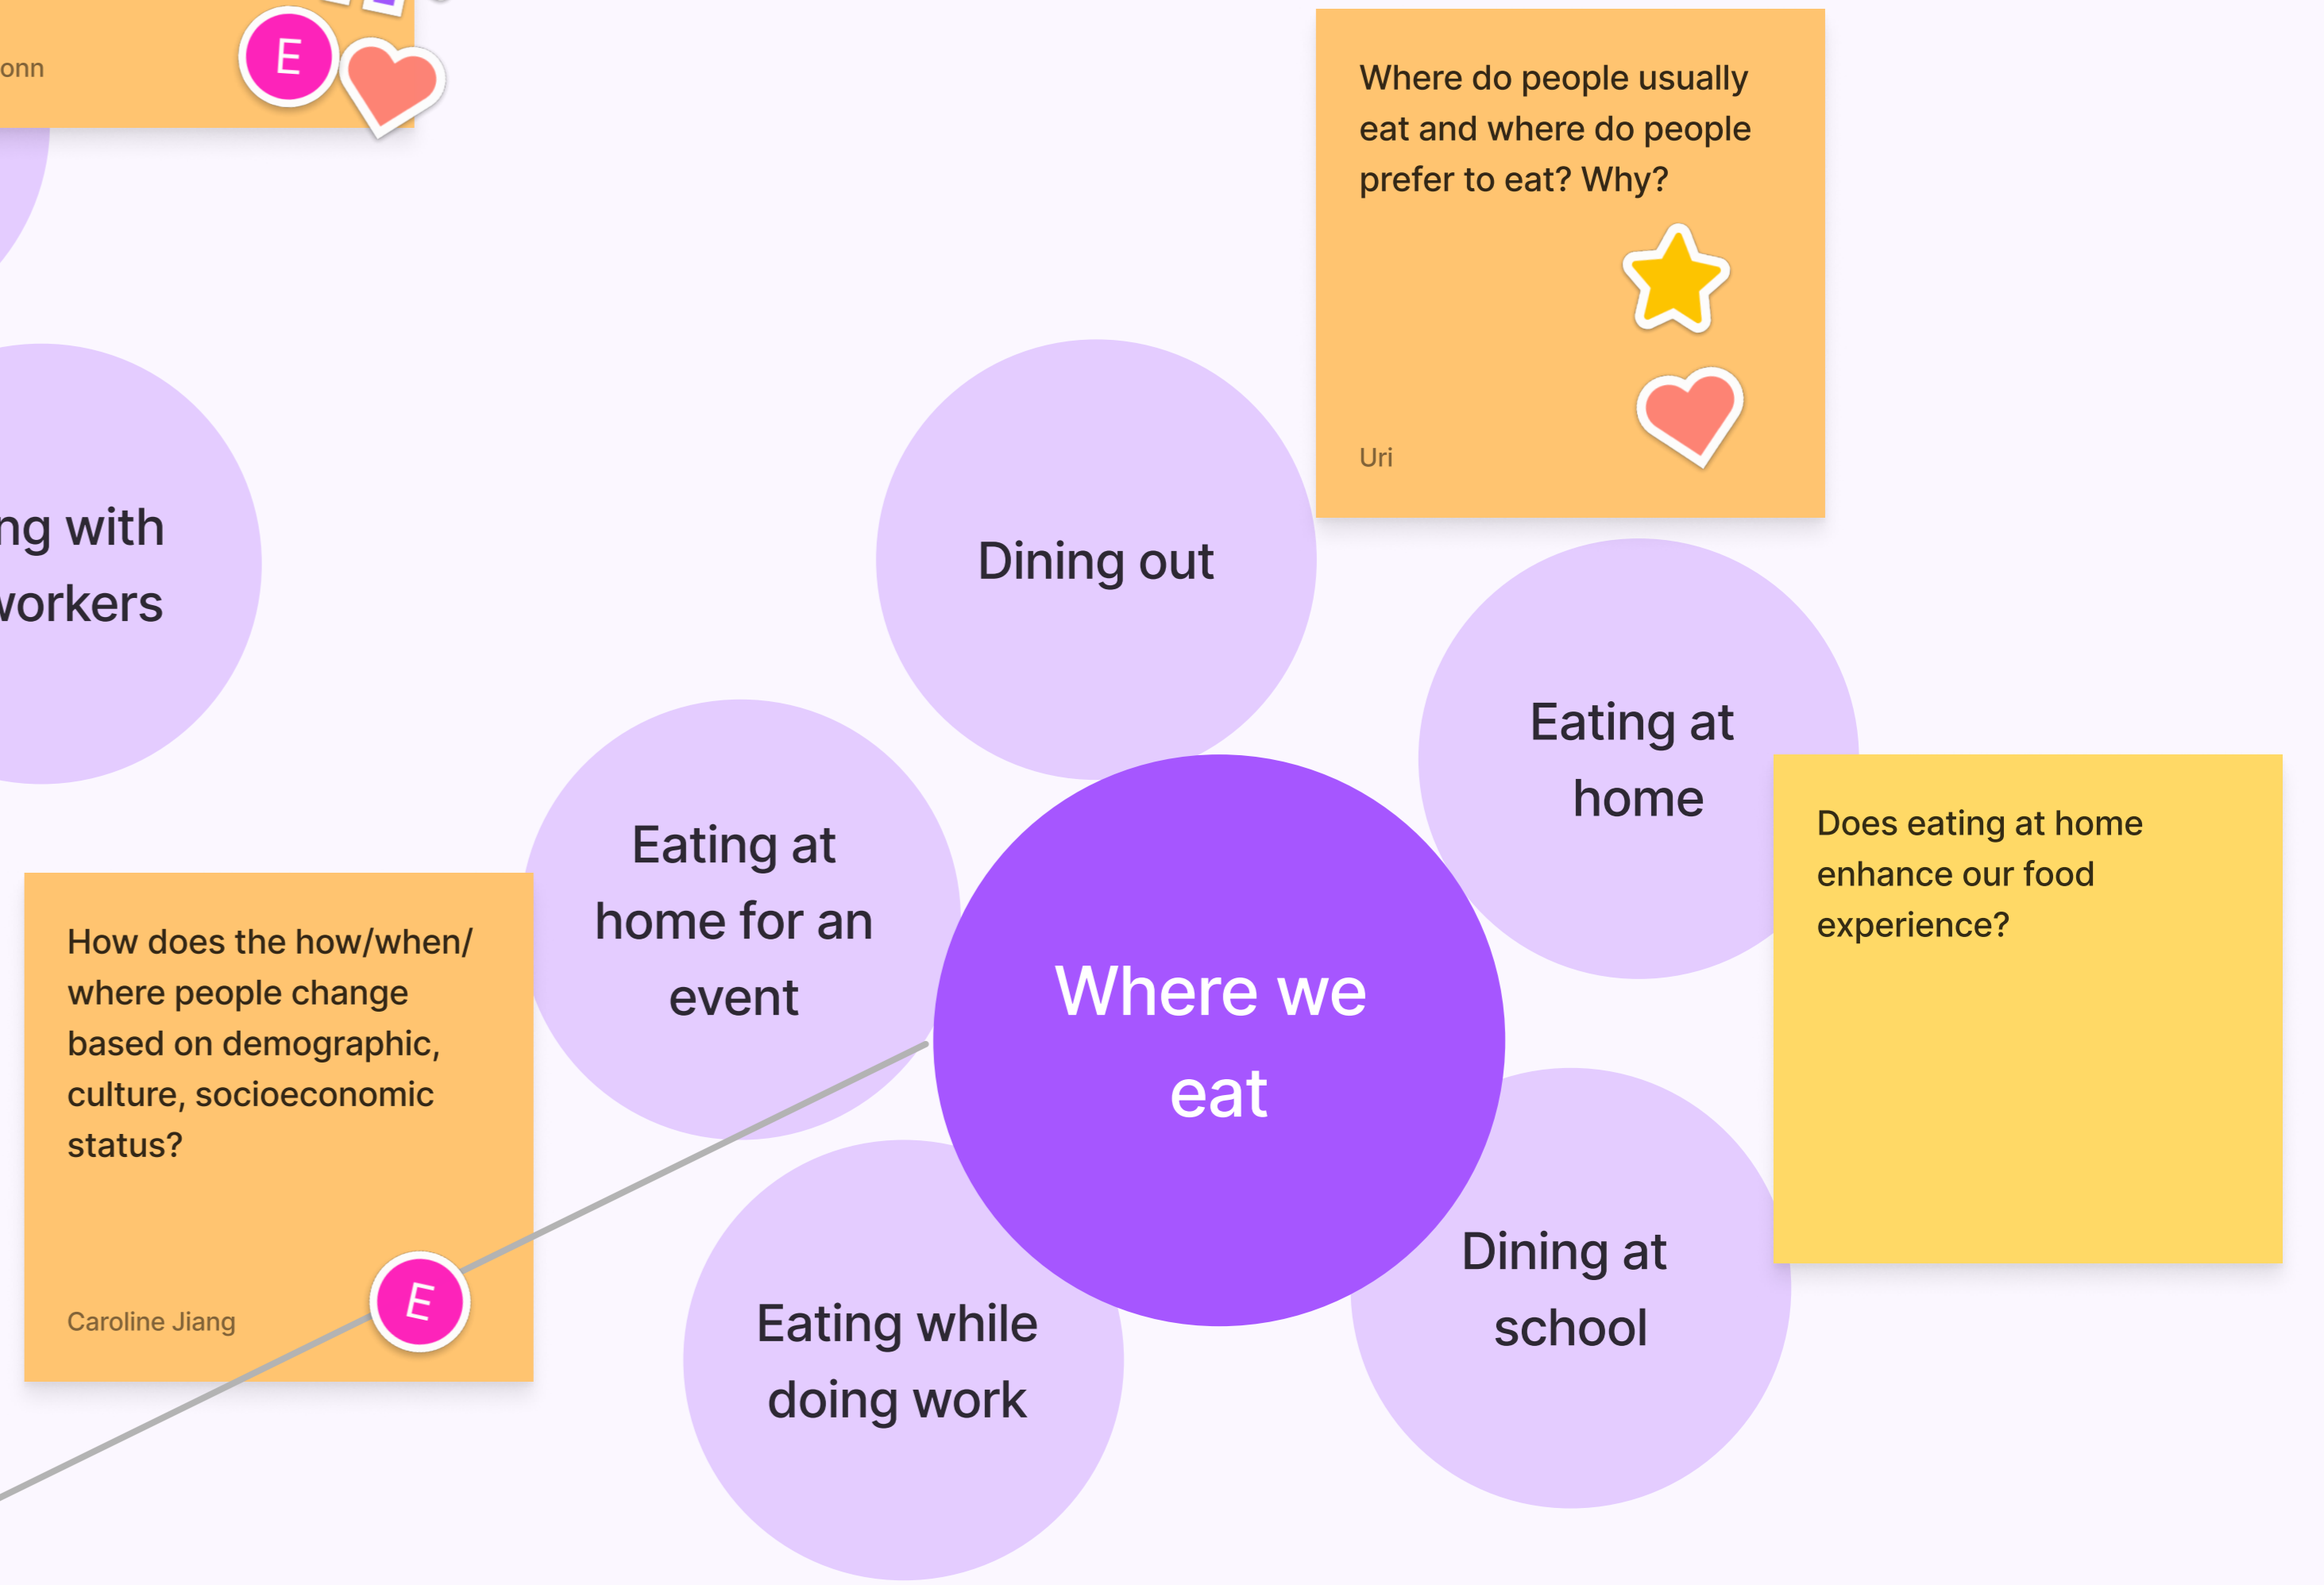 onn
E
Where do people usually
eat and where do people
prefer to eat? Why?
Uri
ng with
workers
Dining out
Eating at
home
Eating at
home for an
event
Where we
eat
Does eating at home
enhance our food
experience?
How does the how/when/
where people change
based on demographic,
culture, socioeconomic
status?
Caroline Jiang
E
Eating while
doing work
Dining at
school